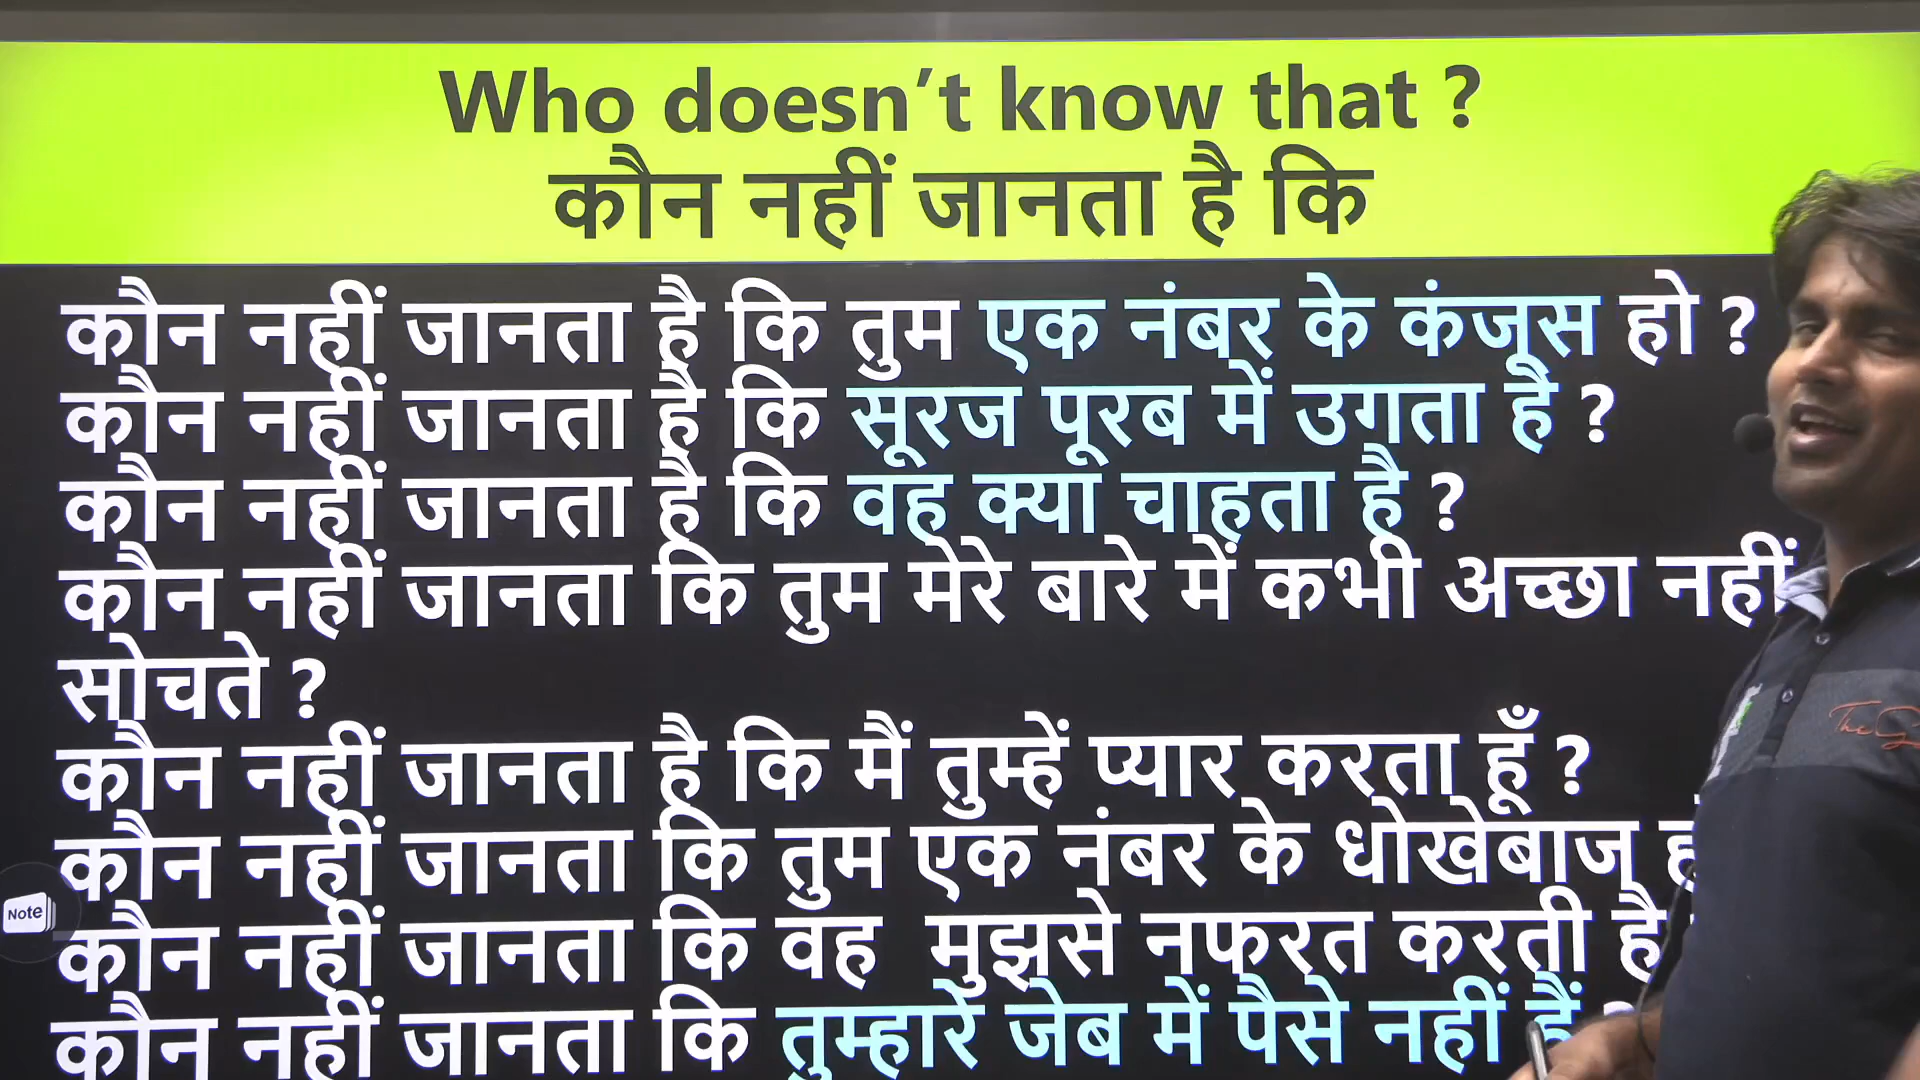 Who doesn't know that ?
कौन नहीं जानता है कि
कौन नहीं जानता है कि तुम एक नंबर के कंजूस हो ?
कौन नहीं जानता है कि सूरज पूरब में उगता है ?
कौन नहीं जानता है कि वह क्या चाहता है ?
कौन नहीं जानता कि तुम मेरे बारे में कभी अच्छा नहीं
सोचते ?
कौन नहीं जानता है कि मैं तुम्हें प्यार करता हूँ ?
कौन नहीं जानता कि तुम एक नंबर के धोखेबाज
कौन नहीं जानता कि वह मुझसे नफरत करती है
कौन नहीं जानता कि तुम्हारे जेब में पैसे नहीं हैं
Note
The